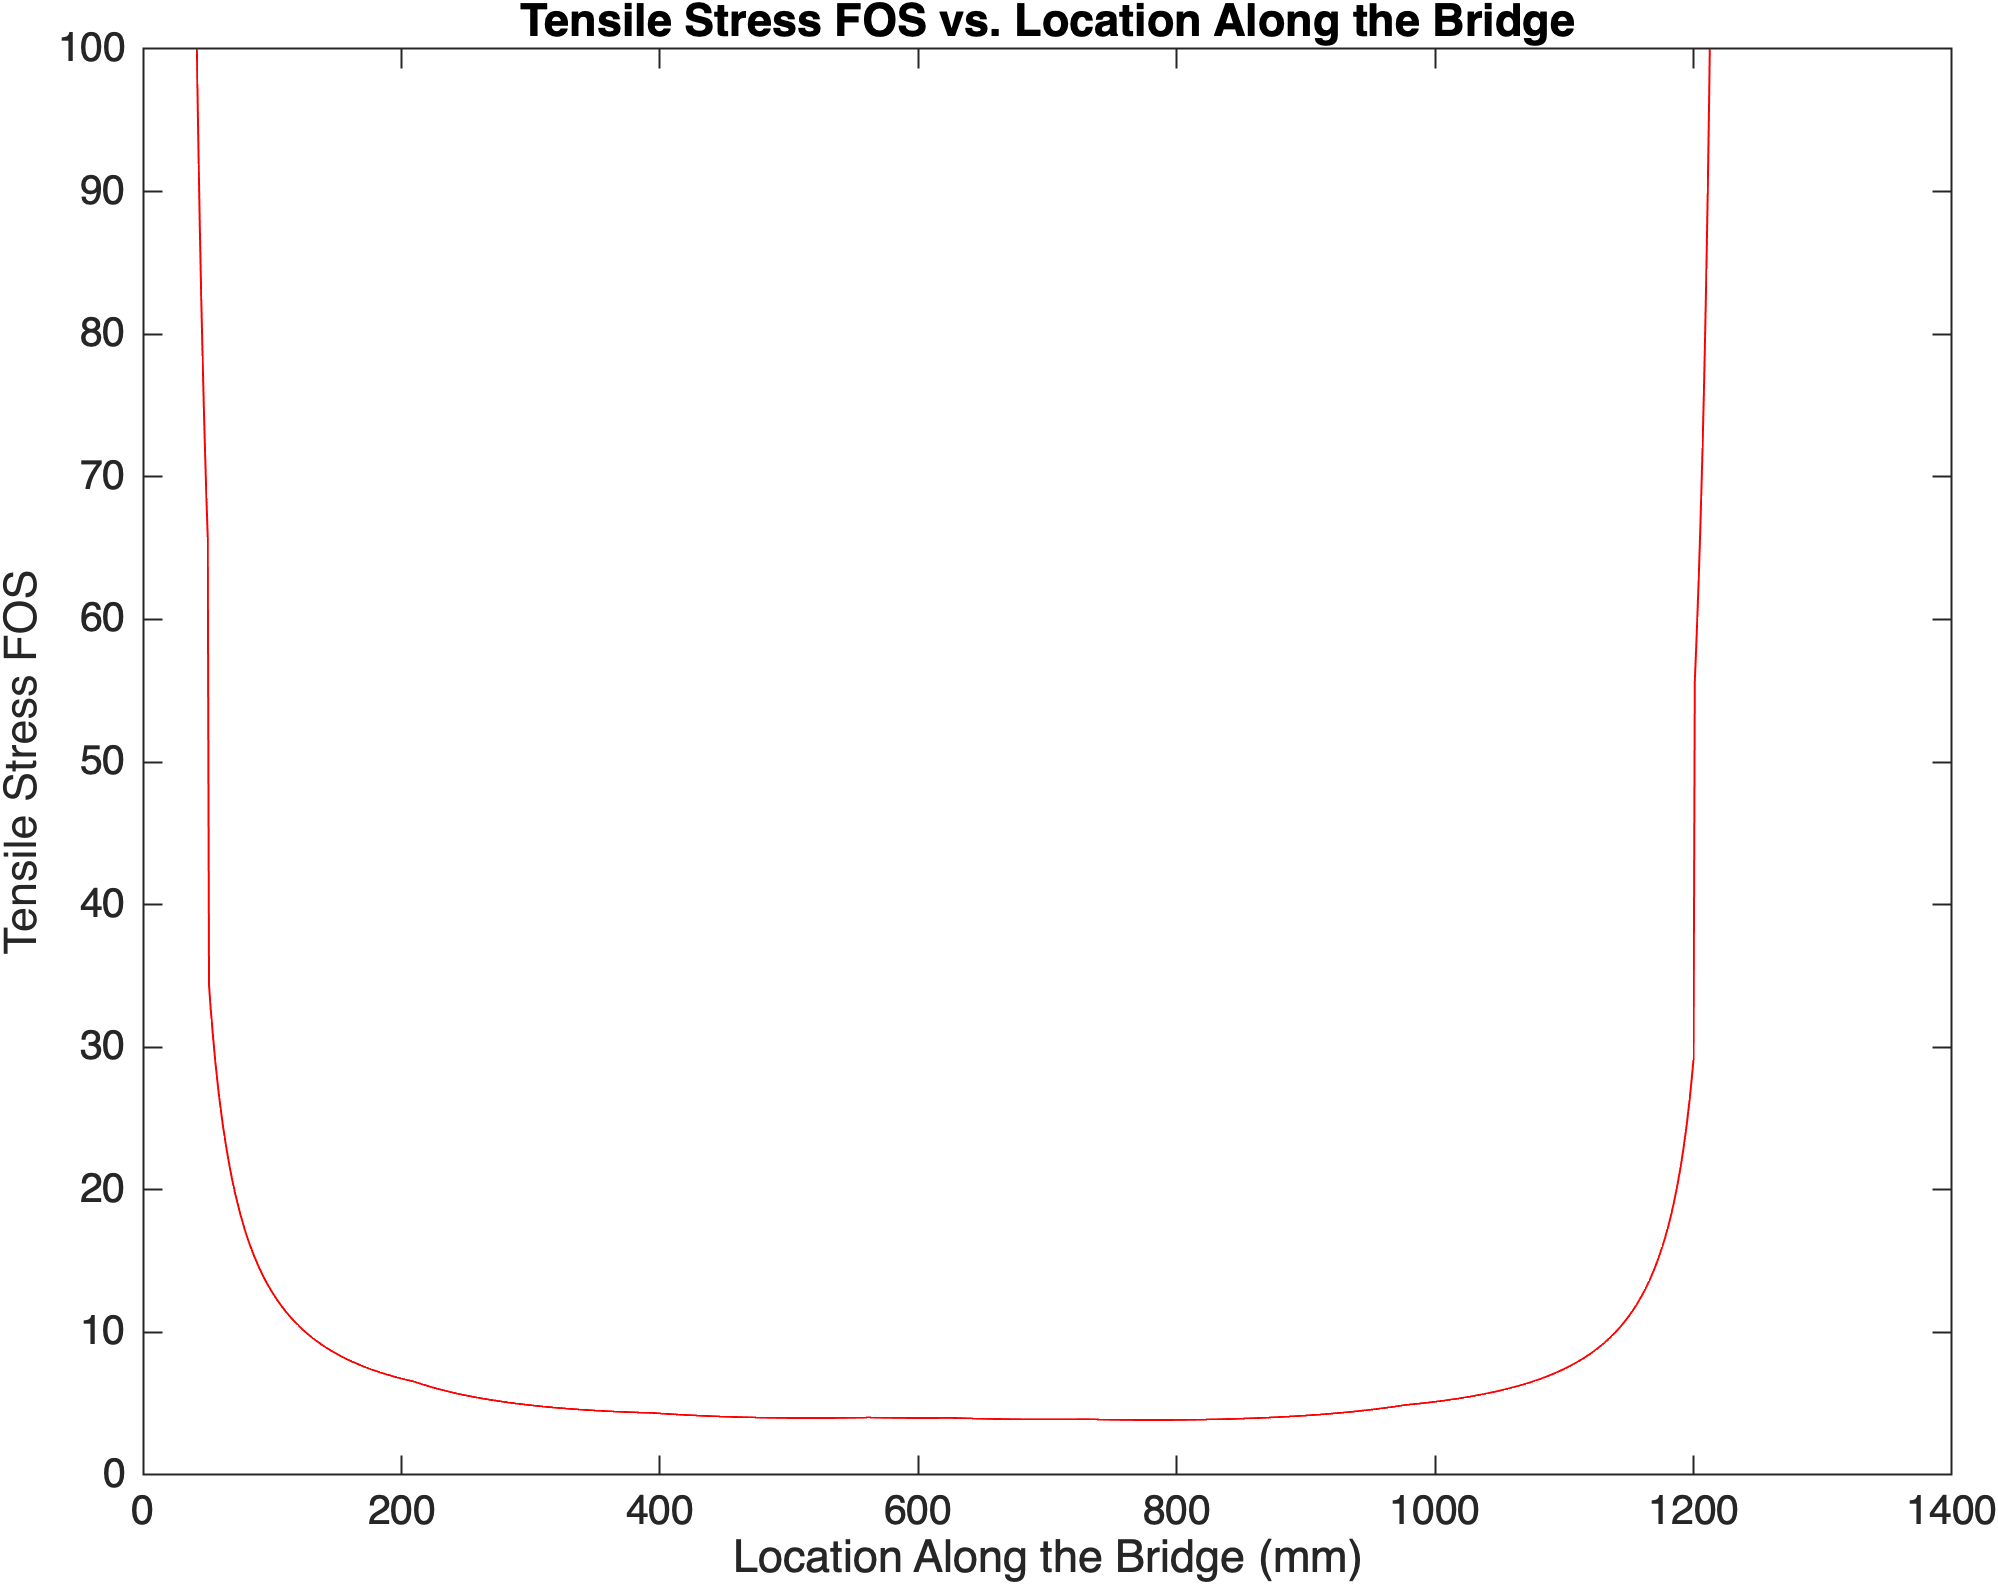 Tensile Stress FOS vs. Location Along the Bridge
100
90
80
70
60
50
40
30
20
10
0
Tensile Stress FOS
0 200 400 600 800 1000 1200 1400
Location Along the Bridge (mm)